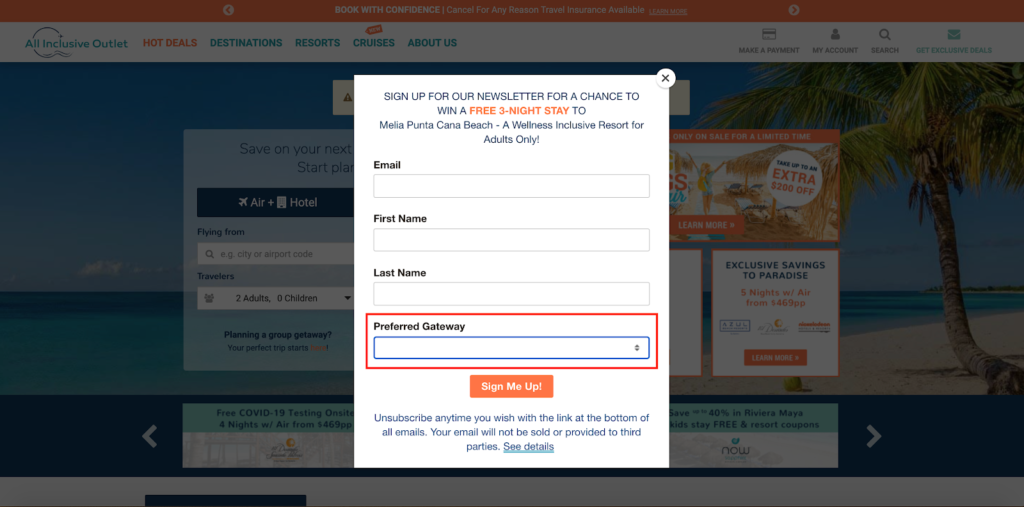 BOOK WITH CONFIDENCE | Cancel For Any Reason Travel Insurance Available LEARN MORE
All Inclusive Outlet
HOT DEALS DESTINATIONS RESORTS CRUISES ABOUT US
MAKE A PAYMENT MY ACCOUNT SEARCH GET EXCLUSIVE DEALS
SIGN UP FOR OUR NEWSLETTER FOR A CHANCE TO
WIN A FREE 3-NIGHT STAY TO
Melia Punta Cana Beach - A Wellness Inclusive Resort for
Adults Only!
Email
First Name
Last Name
Preferred Gateway
Sign Me Up!
Unsubscribe anytime you wish with the link at the bottom of
all emails. Your email will not be sold or provided to third
parties. See details
Save on your next
Start plan
Air + Hotel
Flying from
e.g. city or airport code
Travelers
2 Adults, 0 Children
Planning a group getaway?
Your perfect trip starts
ONLY ON SALE FOR A LIMITED TIME
TAKE UP TO AN
EXTRA
$200 OFF
LEARN MORE »
EXCLUSIVE SAVINGS
TO PARADISE
5 Nights w/ Air
from $469pp
LEARN MORE »
Free COVID-19 Testing Onsite
4 Nights w/ Air from $469pp
Save 40% in Riviera Maya
kids stay FREE & resort coupons
now